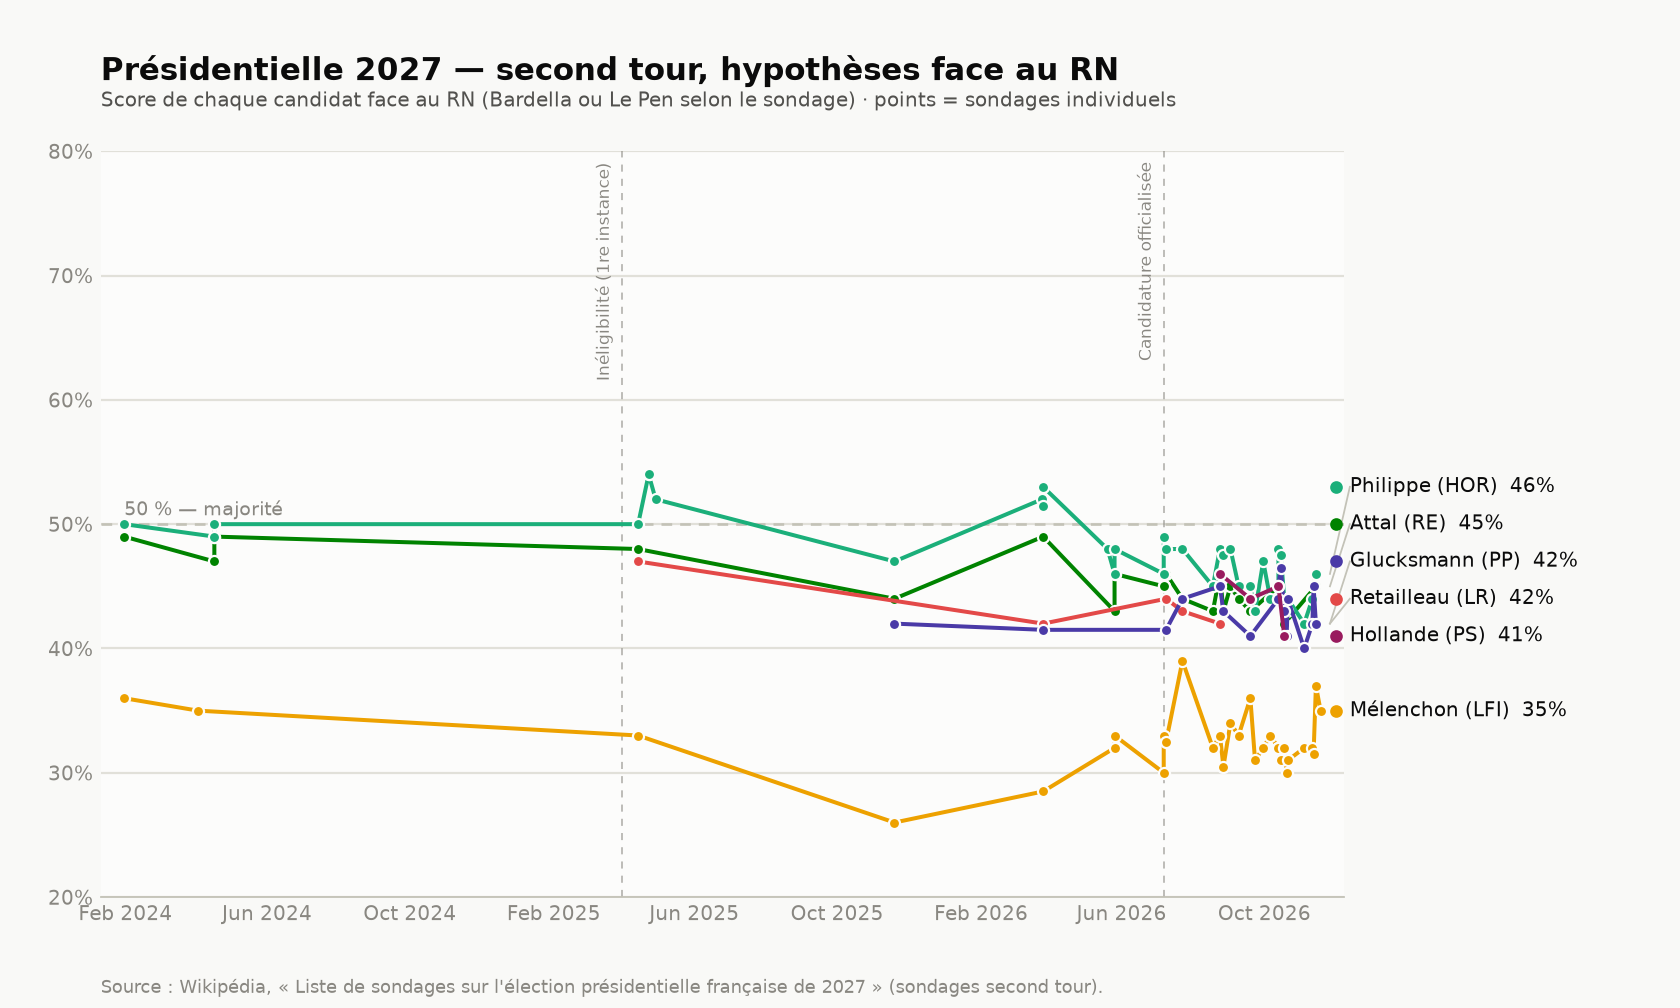 Présidentielle 2027 — second tour, hypothèses face au RN
Score de chaque candidat face au RN (Bardella ou Le Pen selon le sondage) · points = sondages individuels
80%
70%
60%
50%
40%
30%
20%
Inéligibilité (1re instance)
Candidature officialisée
50 % — majorité
Philippe (HOR) 46%
Attal (RE) 45%
Glucksmann (PP) 42%
Retailleau (LR) 42%
Hollande (PS) 41%
Mélenchon (LFI) 35%
Feb 2024
Jun 2024
Oct 2024
Feb 2025
Jun 2025
Oct 2025
Feb 2026
Jun 2026
Oct 2026
Source : Wikipédia, « Liste de sondages sur l'élection présidentielle française de 2027 » (sondages second tour).